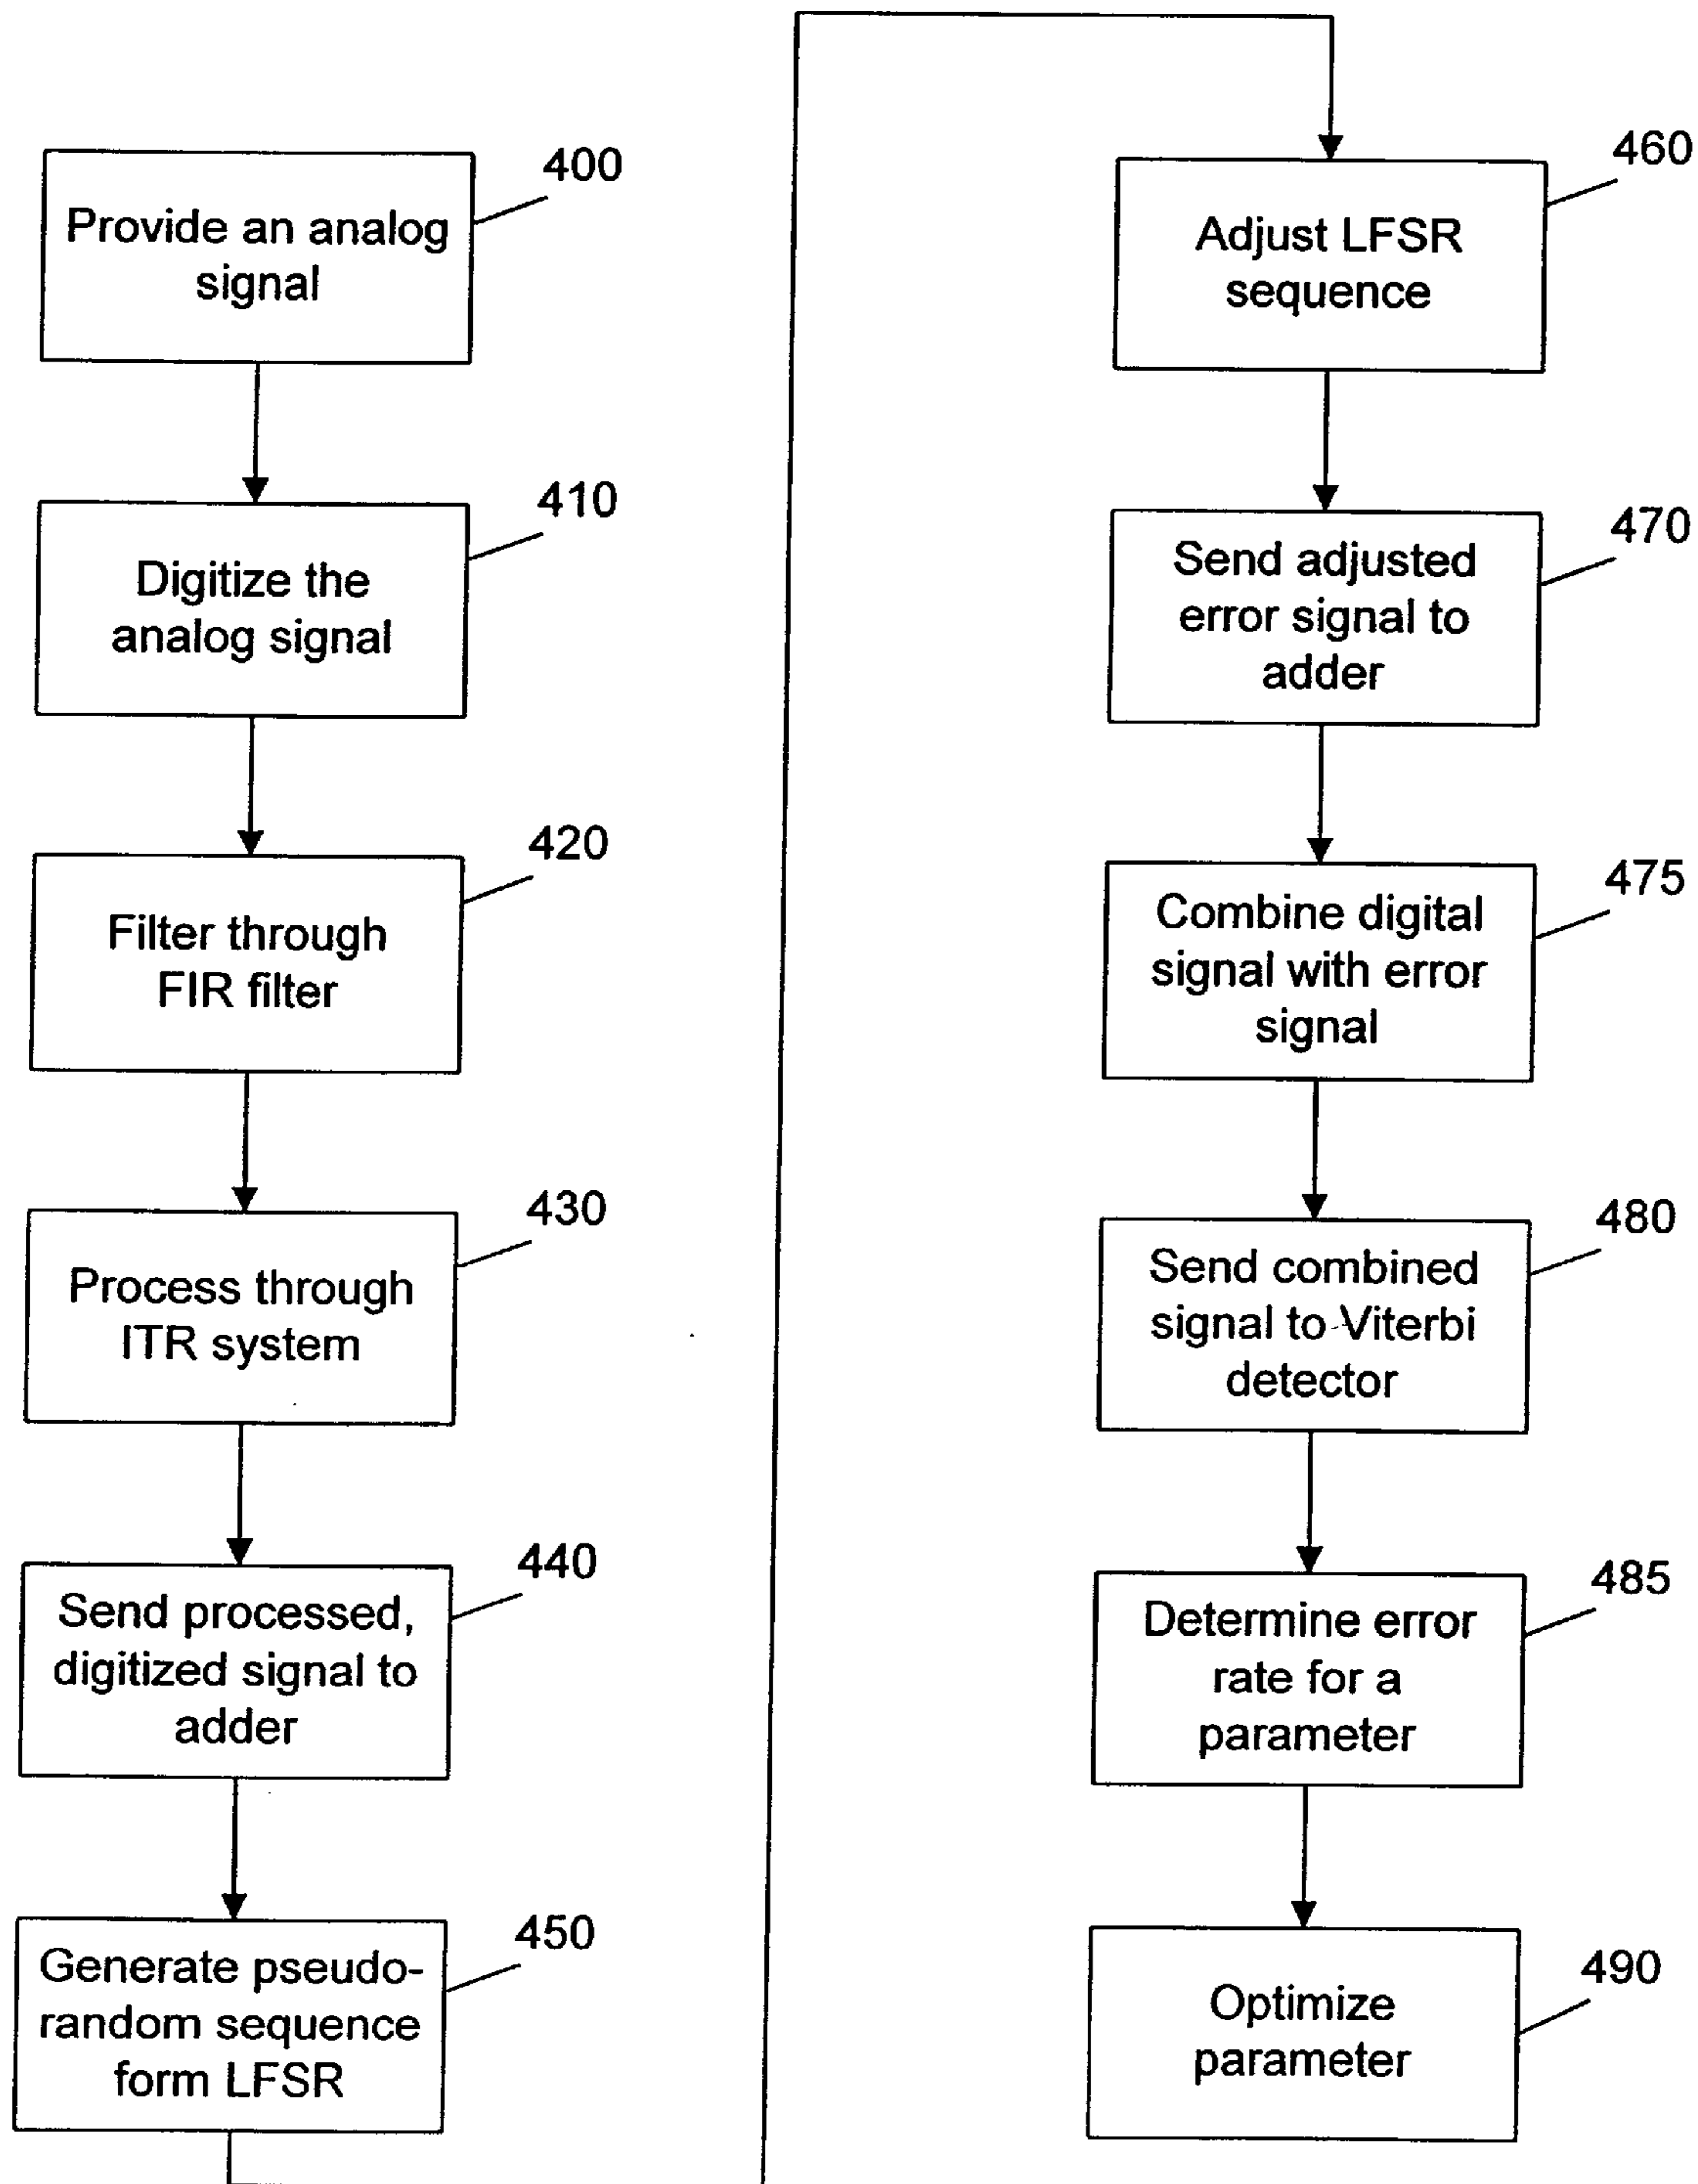 400
Provide an analog
signal
410
Digitize the
analog signal
420
Filter through
FIR filter
430
Process through
ITR system
440
Send processed,
digitized signal to
adder
450
Generate pseudo-
random sequence
form LFSR
460
Adjust LFSR
sequence
470
Send adjusted
error signal to
adder
475
Combine digital
signal with error
signal
480
Send combined
signal to Viterbi
detector
485
Determine error
rate for a
parameter
490
Optimize
parameter